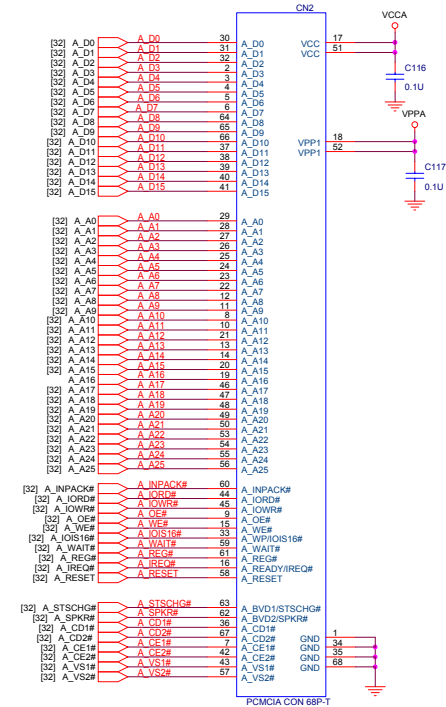 CN2
VCCA
[32] A_D0 A_D0 30 A_D0 VCC 17
[32] A_D1 A_D1 31 A_D1 VCC 51
[32] A_D2 A_D2 32 A_D2
[32] A_D3 A_D3 2 A_D3
[32] A_D4 A_D4 3 A_D4
C116
[32] A_D5 A_D5 4 A_D5
[32] A_D6 A_D6 5 A_D6
0.1U
[32] A_D7 A_D7 6 A_D7
[32] A_D8 A_D8 64 A_D8
VPPA
[32] A_D9 A_D9 65 A_D9
[32] A_D10 A_D10 66 A_D10 VPP1 18
[32] A_D11 A_D11 37 A_D11 VPP1 52
[32] A_D12 A_D12 38 A_D12
[32] A_D13 A_D13 39 A_D13
C117
[32] A_D14 A_D14 40 A_D14
[32] A_D15 A_D15 41 A_D15
0.1U
[32] A_A0 A_A0 29 A_A0
[32] A_A1 A_A1 28 A_A1
[32] A_A2 A_A2 27 A_A2
[32] A_A3 A_A3 26 A_A3
[32] A_A4 A_A4 25 A_A4
[32] A_A5 A_A5 24 A_A5
[32] A_A6 A_A6 23 A_A6
[32] A_A7 A_A7 22 A_A7
[32] A_A8 A_A8 12 A_A8
[32] A_A9 A_A9 11 A_A9
[32] A_A10 A_A10 8 A_A10
[32] A_A11 A_A11 10 A_A11
[32] A_A12 A_A12 21 A_A12
[32] A_A13 A_A13 13 A_A13
[32] A_A14 A_A14 14 A_A14
[32] A_A15 A_A15 20 A_A15
A_A16 A_A16 19 A_A16
[32] A_A17 A_A17 46 A_A17
[32] A_A18 A_A18 47 A_A18
[32] A_A19 A_A19 48 A_A19
[32] A_A20 A_A20 49 A_A20
[32] A_A21 A_A21 50 A_A21
[32] A_A22 A_A22 53 A_A22
[32] A_A23 A_A23 54 A_A23
[32] A_A24 A_A24 55 A_A24
[32] A_A25 A_A25 56 A_A25
[32] A_INPACK# A_INPACK# 60 A_INPACK#
[32] A_IORD# A_IORD# 44 A_IORD#
[32] A_IOWR# A_IOWR# 45 A_IOWR#
[32] A_OE# A_OE# 9 A_OE#
[32] A_WE# A_WE# 15 A_WE#
[32] A_IOIS16# A_IOIS16# 33 A_WP/IOIS16#
[32] A_WAIT# A_WAIT# 59 A_WAIT#
[32] A_REG# A_REG# 61 A_REG#
[32] A_IREQ# A_IREQ# 16 A_READY/IREQ#
[32] A_RESET A_RESET 58 A_RESET
[32] A_STSCHG# A_STSCHG# 63 A_BVD1/STSCHG#
[32] A_SPKR# A_SPKR# 62 A_BVD2/SPKR#
[32] A_CD1# A_CD1# 36 A_CD1#
[32] A_CD2# A_CD2# 67 A_CD2# GND 1
[32] A_CE1# A_CE1# 7 A_CE1# GND 34
[32] A_CE2# A_CE2# 42 A_CE2# GND 35
[32] A_VS1# A_VS1# 43 A_VS1# GND 68
[32] A_VS2# A_VS2# 57 A_VS2#
PCMCIA CON 68P-T